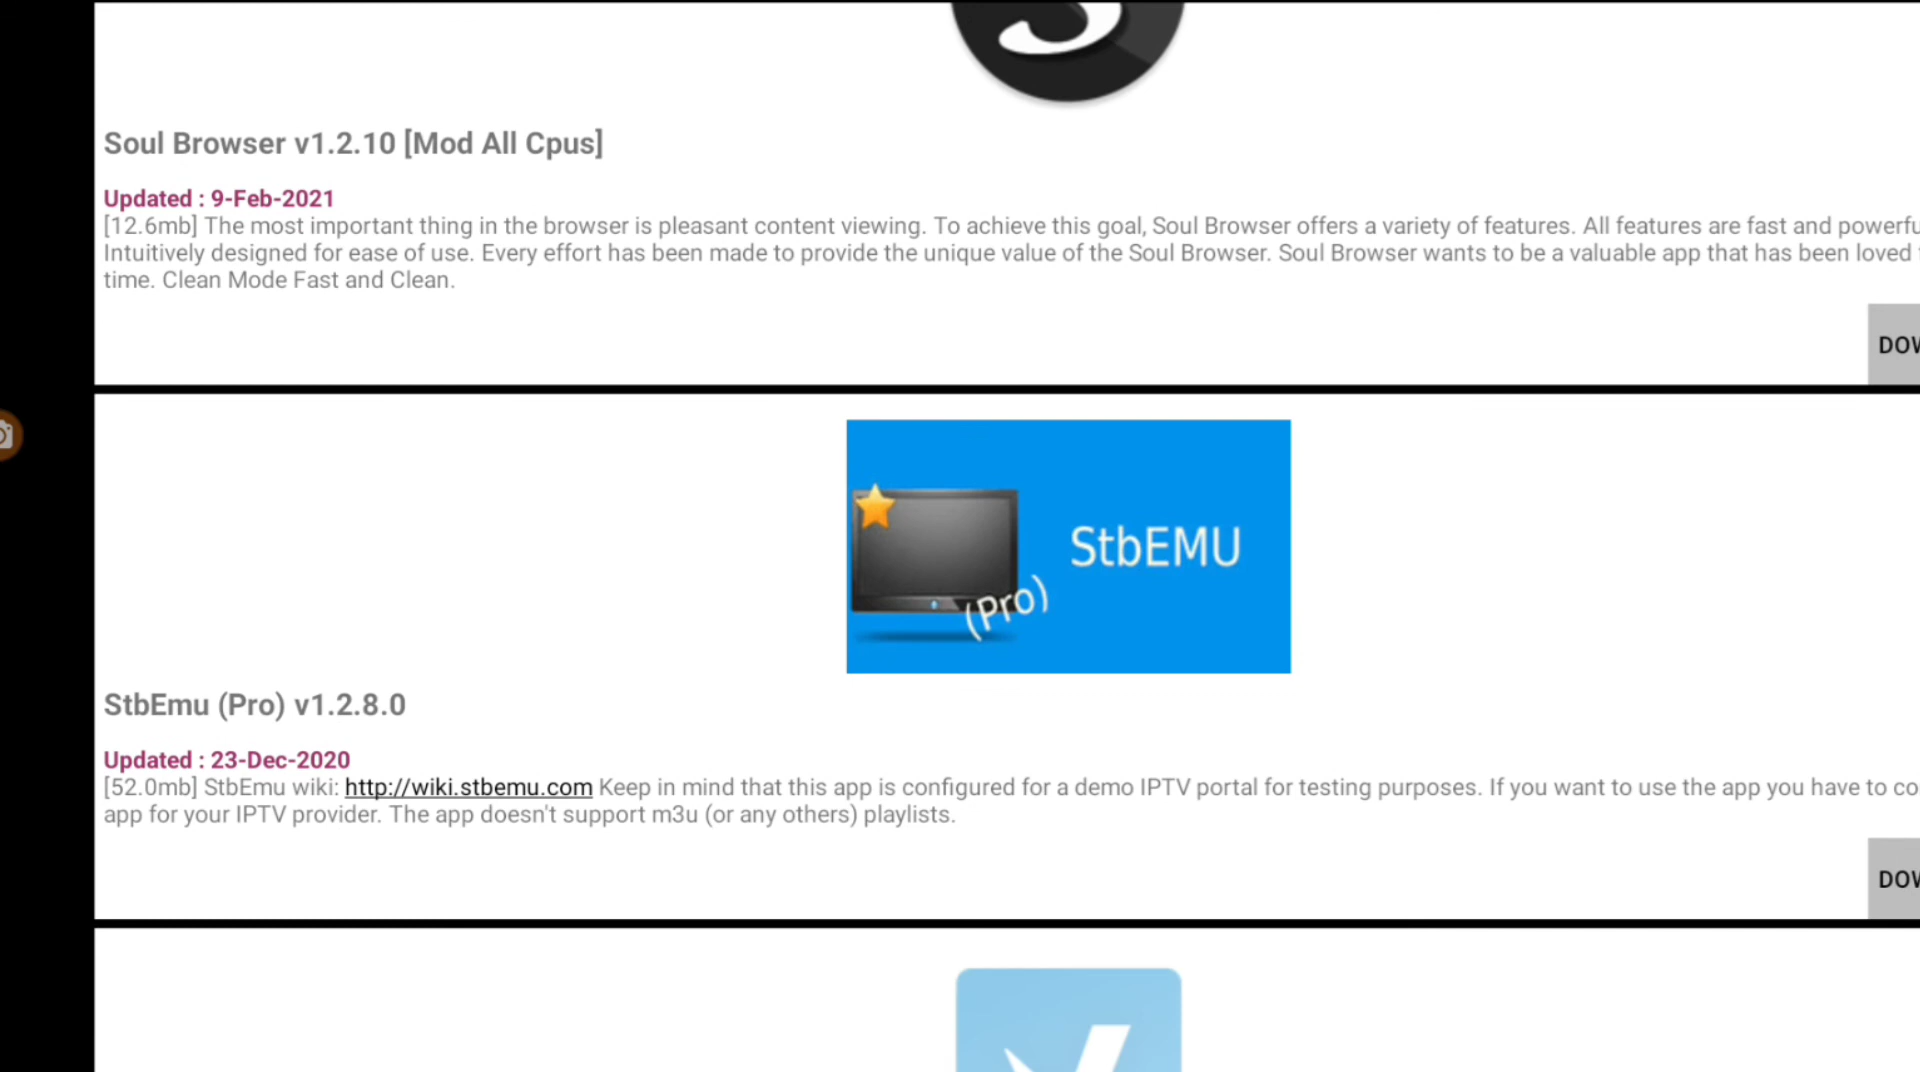 Soul Browser v1.2.10 [Mod All Cpus]
Updated : 9-Feb-2021
[12.6mb] The most important thing in the browser is pleasant content viewing. To achieve this goal, Soul Browser offers a variety of features. All features are fast and powerfu
Intuitively designed for ease of use. Every effort has been made to provide the unique value of the Soul Browser. Soul Browser wants to be a valuable app that has been loved
time. Clean Mode Fast and Clean.
DOW
StbEMU
(Pro)
StbEmu (Pro) v1.2.8.0
Updated : 23-Dec-2020
[52.0mb] StbEmu wiki: http://wiki.stbemu.com Keep in mind that this app is configured for a demo IPTV portal for testing purposes. If you want to use the app you have to co
app for your IPTV provider. The app doesn't support m3u (or any others) playlists.
DOW